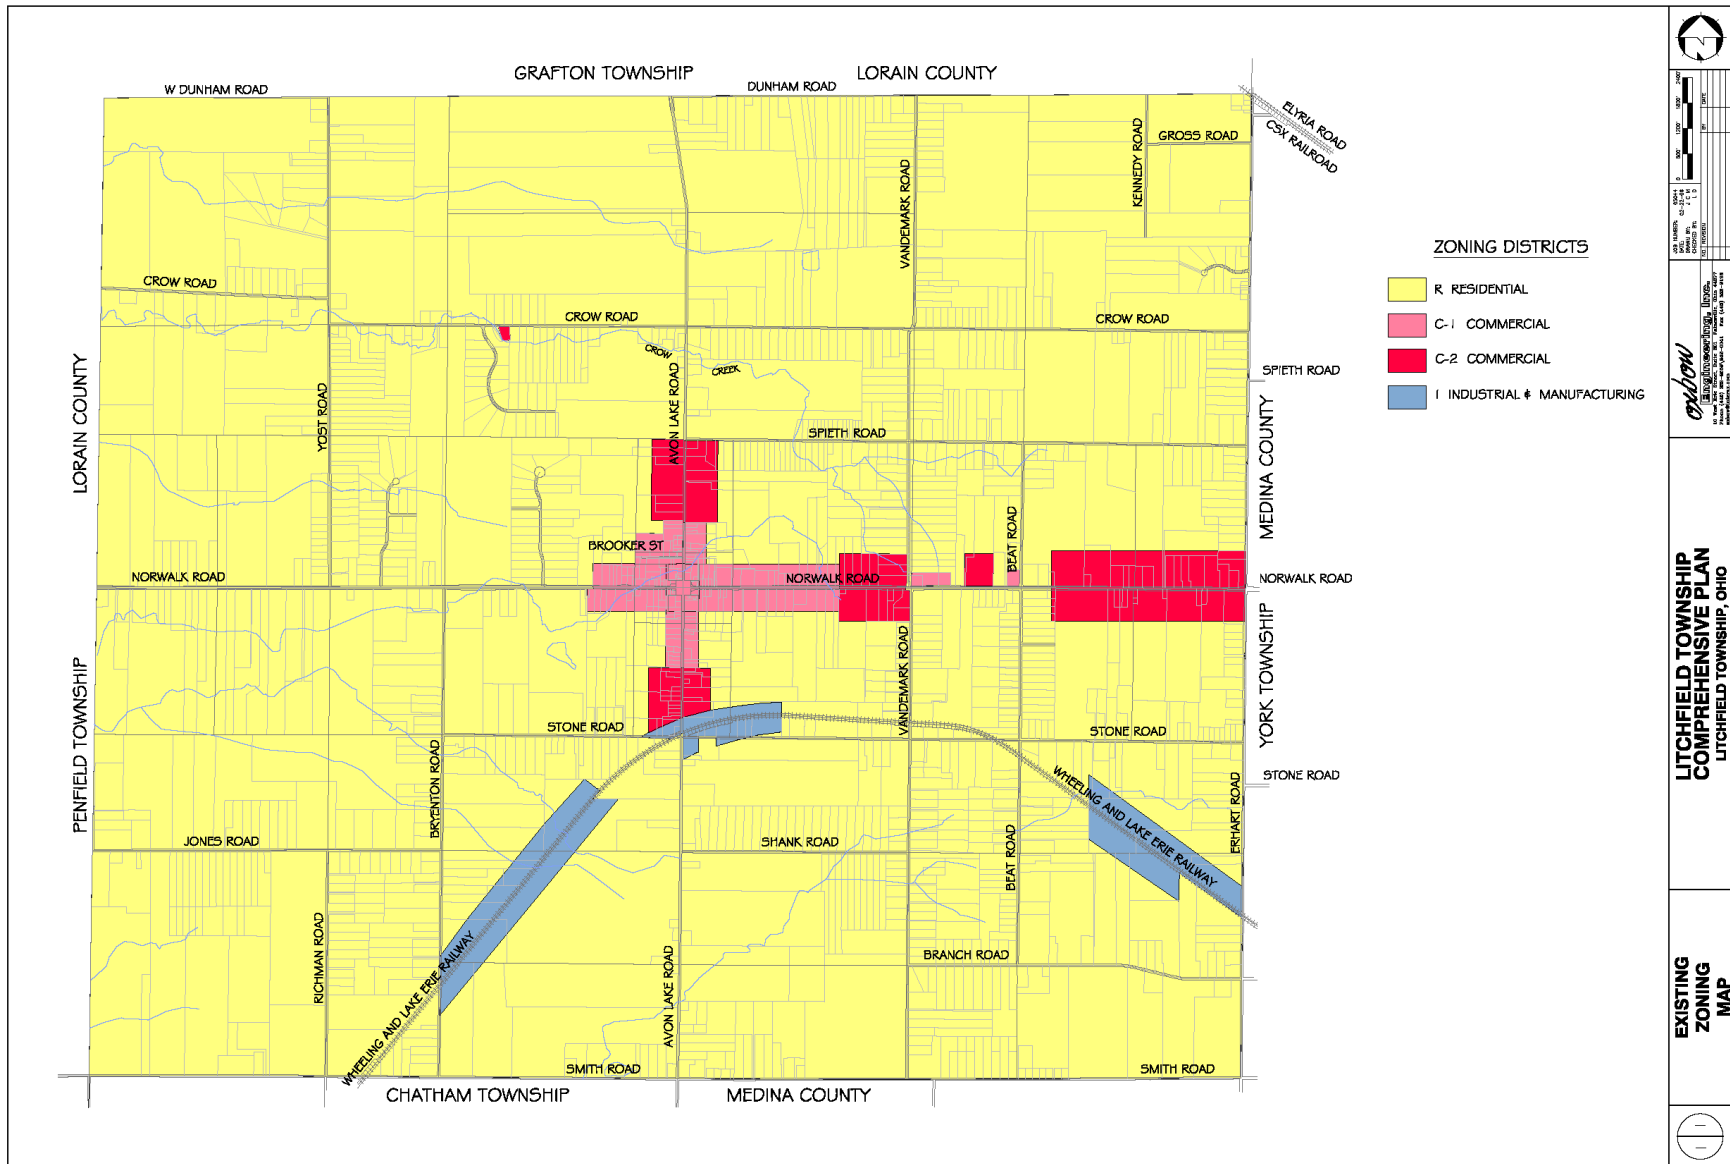 GRAFTON TOWNSHIP
LORAIN COUNTY
W DUNHAM ROAD
DUNHAM ROAD
ELYRIA ROAD
CSX RAILROAD
GROSS ROAD
KENNEDY ROAD
VANDEMARK ROAD
CROW ROAD
CROW ROAD
CROW ROAD
CROW
CREEK
AVON LAKE ROAD
YOST ROAD
LORAIN COUNTY
SPIETH ROAD
SPIETH ROAD
MEDINA COUNTY
BEAT ROAD
BROOKER ST
NORWALK ROAD
NORWALK ROAD
NORWALK ROAD
YORK TOWNSHIP
VANDEMARK ROAD
PENFIELD TOWNSHIP
STONE ROAD
STONE ROAD
STONE ROAD
BRYENTON ROAD
WHEELING AND LAKE ERIE RAILWAY
ERHART ROAD
JONES ROAD
SHANK ROAD
BEAT ROAD
RICHMAN ROAD
WHEELING AND LAKE ERIE RAILWAY
AVON LAKE ROAD
BRANCH ROAD
SMITH ROAD
SMITH ROAD
CHATHAM TOWNSHIP
MEDINA COUNTY
ZONING DISTRICTS
R RESIDENTIAL
C-1 COMMERCIAL
C-2 COMMERCIAL
I INDUSTRIAL & MANUFACTURING
oxbow
Engineering, Inc.
LITCHFIELD TOWNSHIP
COMPREHENSIVE PLAN
LITCHFIELD TOWNSHIP, OHIO
EXISTING
ZONING
MAP